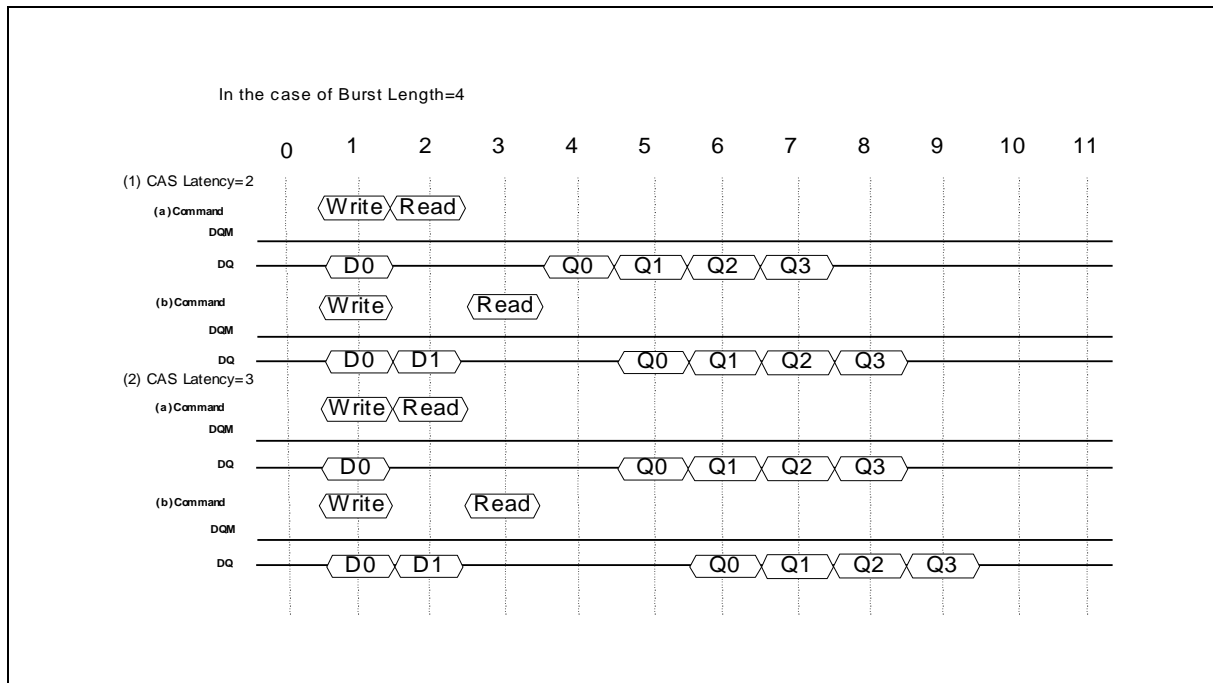 In the case of Burst Length=4
0 1 2 3 4 5 6 7 8 9 10 11
(1) CAS Latency=2
(a)Command Write Read
DQM
DQ D0 Q0 Q1 Q2 Q3
(b)Command Write Read
DQM
DQ D0 D1 Q0 Q1 Q2 Q3
(2) CAS Latency=3
(a)Command Write Read
DQM
DQ D0 Q0 Q1 Q2 Q3
(b)Command Write Read
DQM
DQ D0 D1 Q0 Q1 Q2 Q3